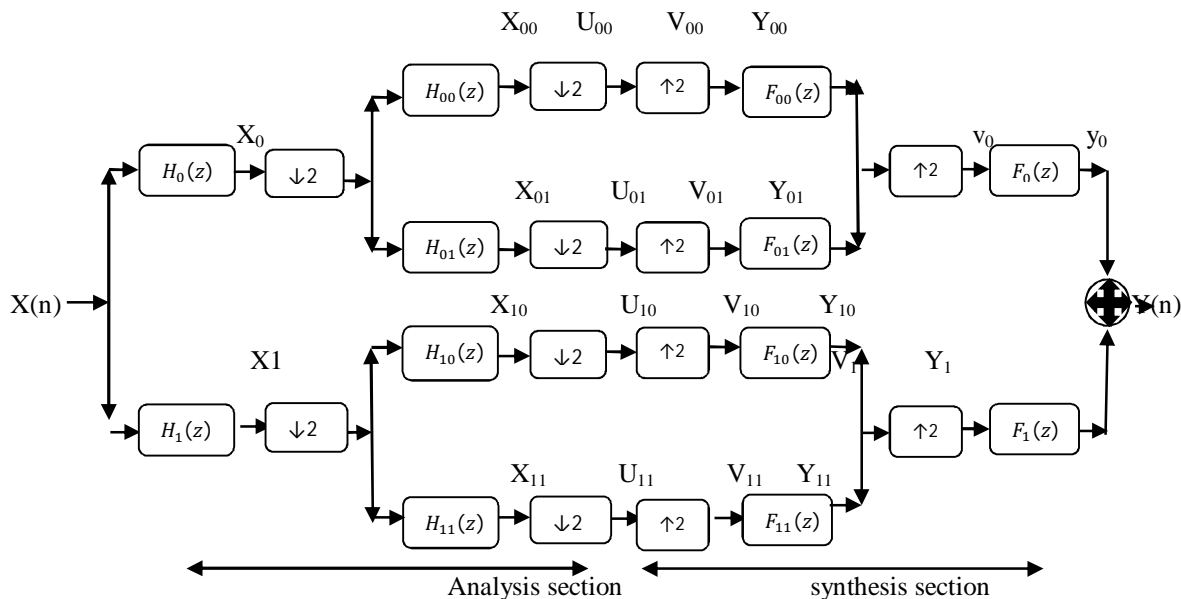 X₀₀ U₀₀ V₀₀ Y₀₀
H₀₀(z) ↓2 ↑2 F₀₀(z)
X₀ v₀ y₀
H₀(z) ↓2 ↑2 F₀(z)
X₀₁ U₀₁ V₀₁ Y₀₁
H₀₁(z) ↓2 ↑2 F₀₁(z)
X(n) Y(n)
X₁₀ U₁₀ V₁₀ Y₁₀
H₁₀(z) ↓2 ↑2 F₁₀(z)
X1 V₁ Y₁
H₁(z) ↓2 ↑2 F₁(z)
X₁₁ U₁₁ V₁₁ Y₁₁
H₁₁(z) ↓2 ↑2 F₁₁(z)
Analysis section synthesis section